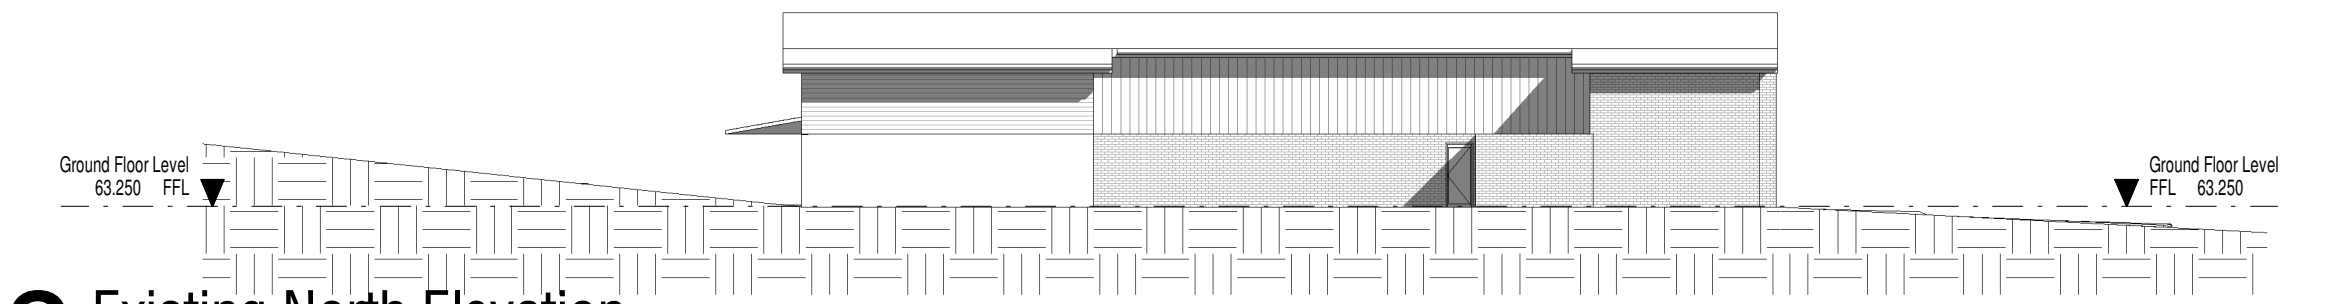 Ground Floor Level
63.250 FFL
Ground Floor Level
FFL 63.250
Existing North Elevation